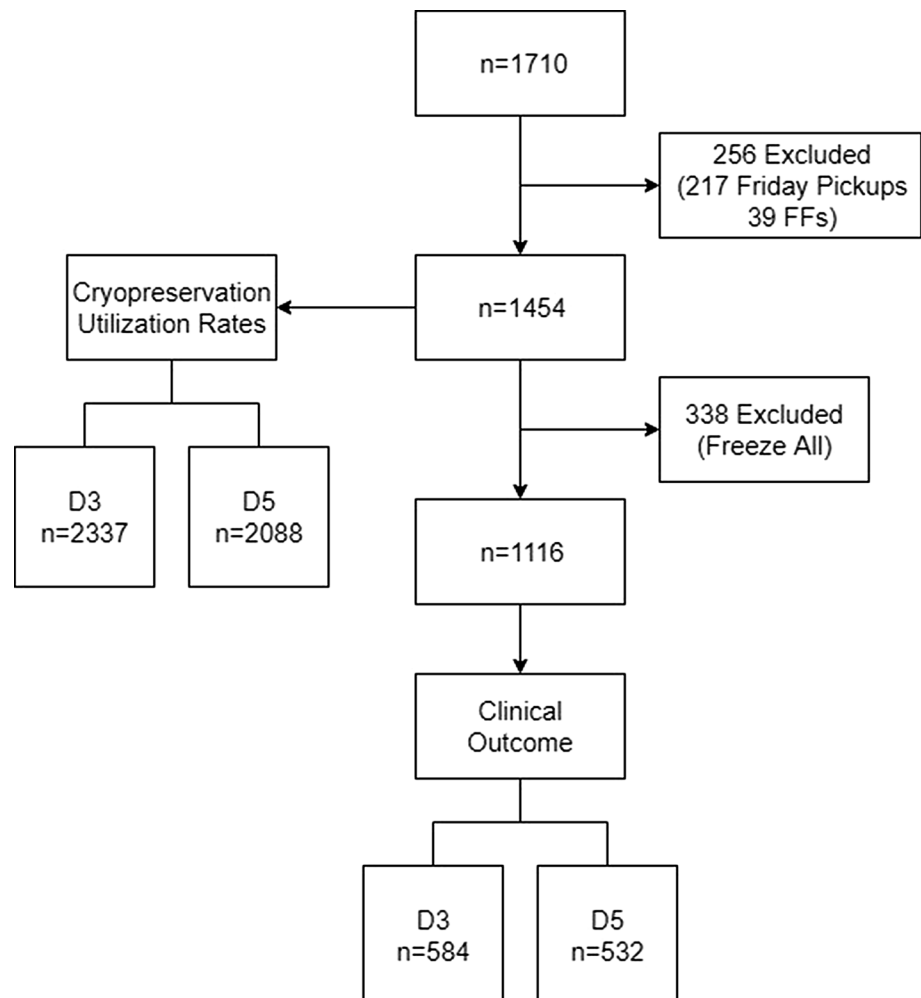 n=1710
256 Excluded
(217 Friday Pickups
39 FFs)
Cryopreservation
Utilization Rates
n=1454
338 Excluded
(Freeze All)
D3
n=2337
D5
n=2088
n=1116
Clinical
Outcome
D3
n=584
D5
n=532